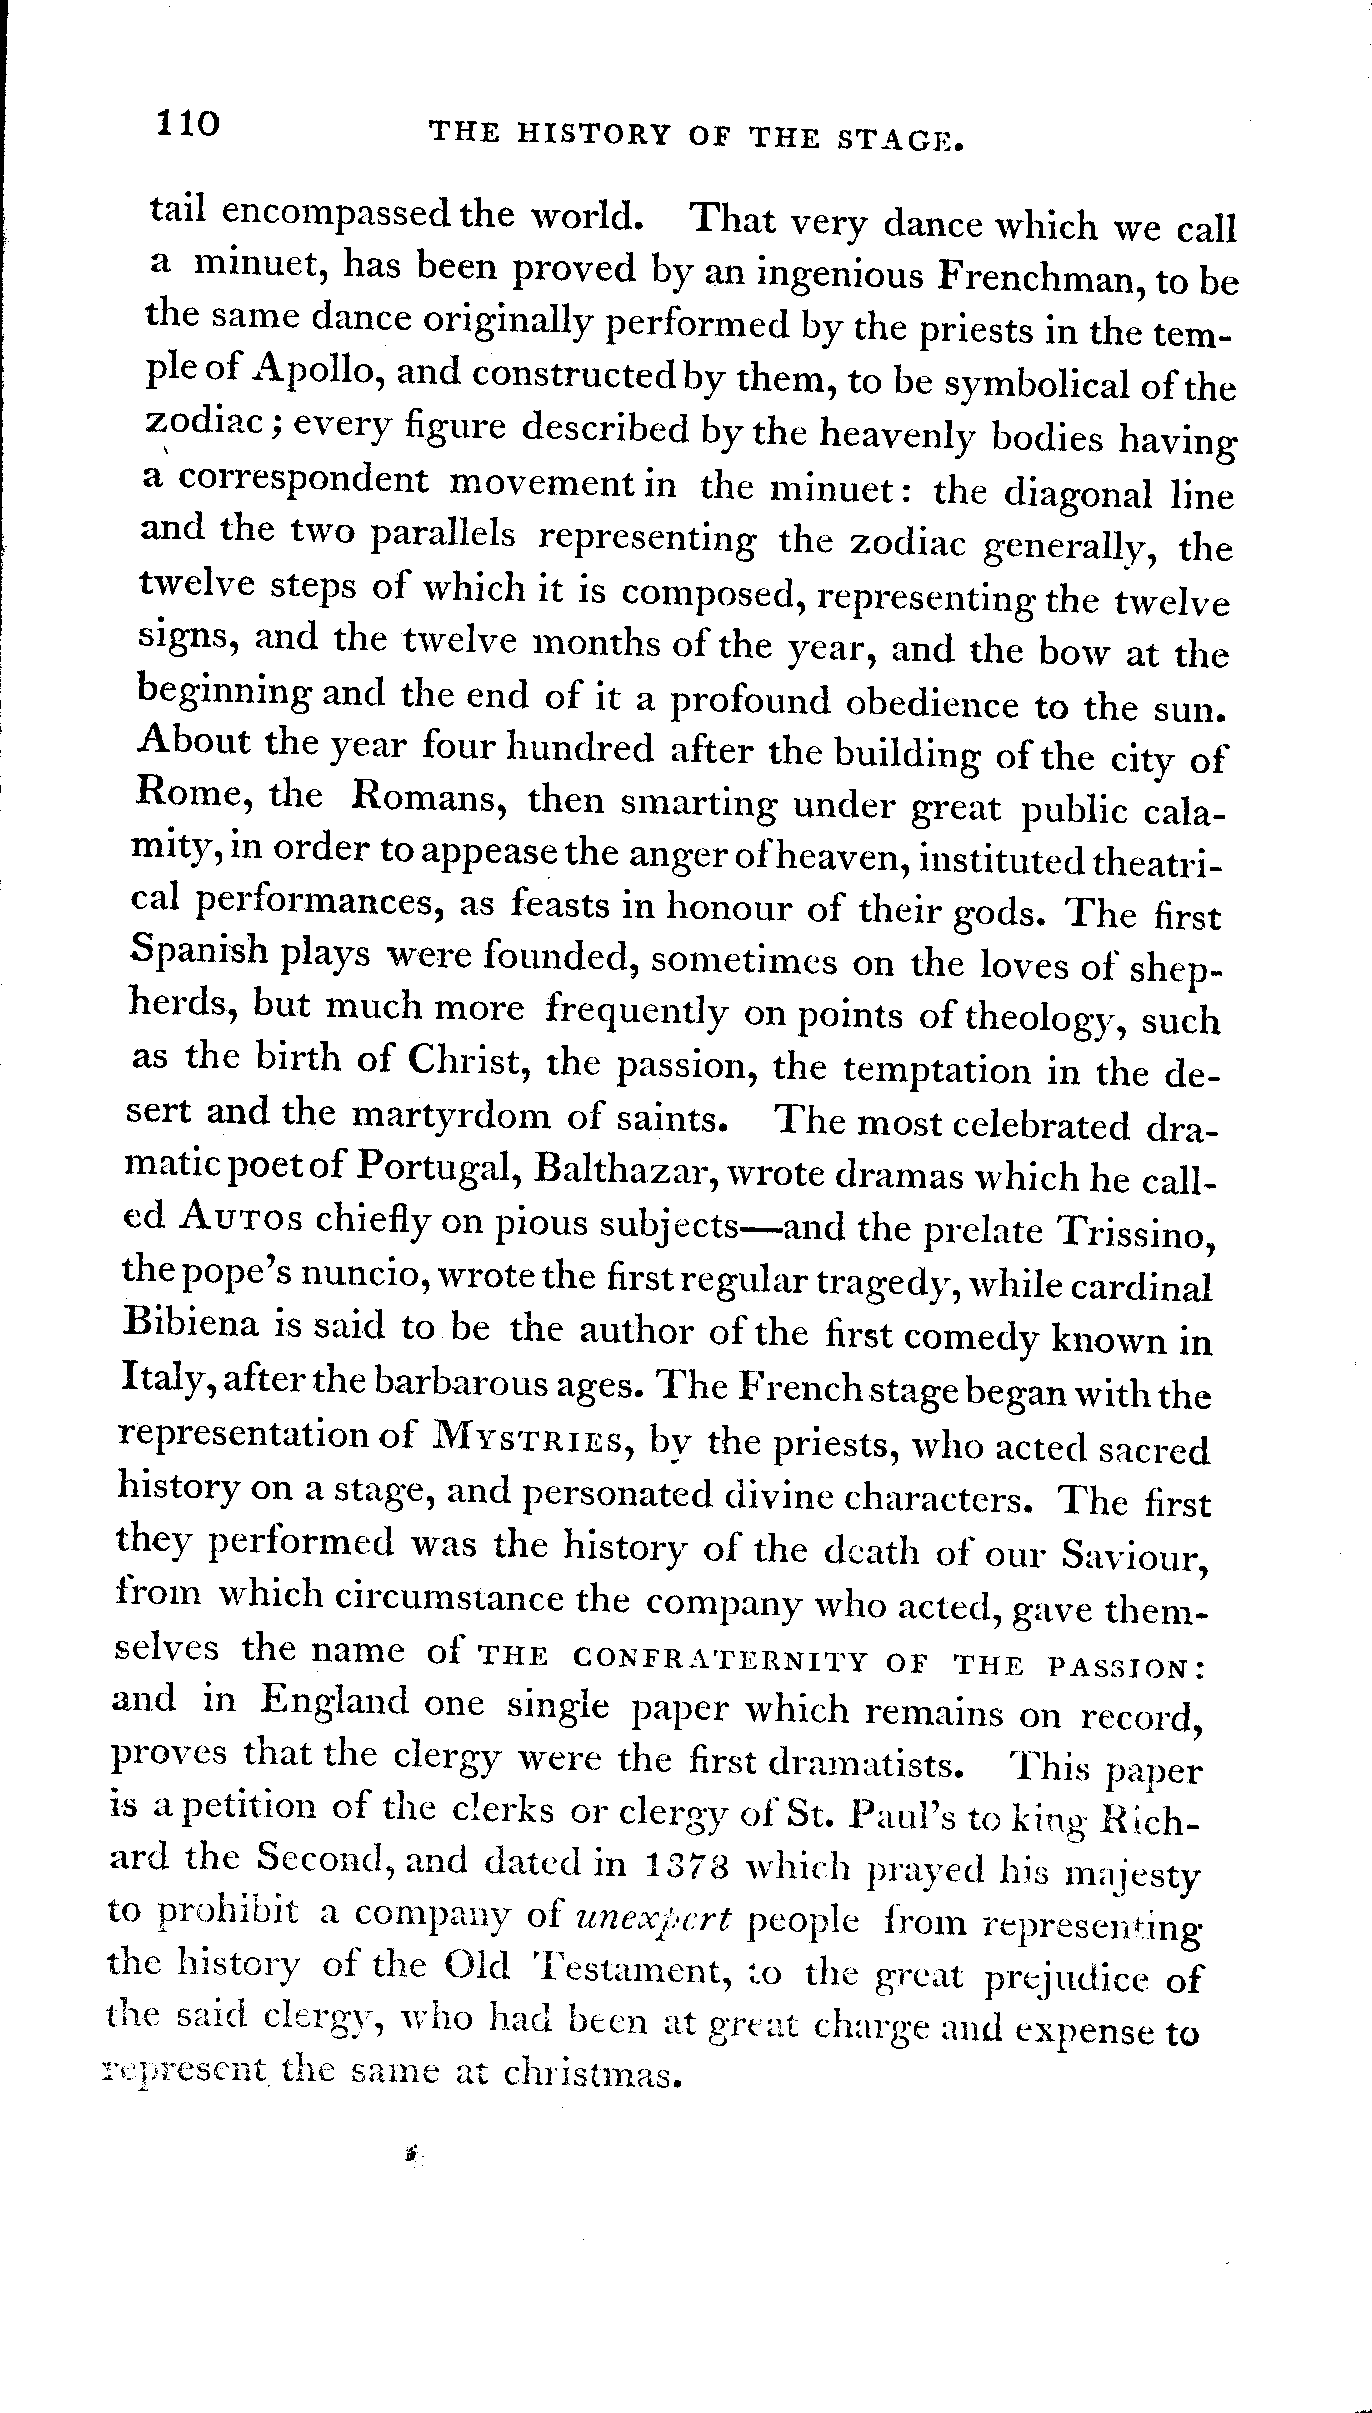 110 THE HISTORY OF THE STAGE.
tail encompassed the world. That very dance which we call
a minuet, has been proved by an ingenious Frenchman, to be
the same dance originally performed by the priests in the tem-
ple of Apollo, and constructed by them, to be symbolical of the
zodiac; every figure described by the heavenly bodies having
a correspondent movement in the minuet: the diagonal line
and the two parallels representing the zodiac generally, the
twelve steps of which it is composed, representing the twelve
signs, and the twelve months of the year, and the bow at the
beginning and the end of it a profound obedience to the sun.
About the year four hundred after the building of the city of
Rome, the Romans, then smarting under great public cala-
mity, in order to appease the anger of heaven, instituted theatri-
cal performances, as feasts in honour of their gods. The first
Spanish plays were founded, sometimes on the loves of shep-
herds, but much more frequently on points of theology, such
as the birth of Christ, the passion, the temptation in the de-
sert and the martyrdom of saints. The most celebrated dra-
matic poet of Portugal, Balthazar, wrote dramas which he call-
ed AUTOS chiefly on pious subjects—and the prelate Trissino,
the pope's nuncio, wrote the first regular tragedy, while cardinal
Bibiena is said to be the author of the first comedy known in
Italy, after the barbarous ages. The French stage began with the
representation of MYSTRIES, by the priests, who acted sacred
history on a stage, and personated divine characters. The first
they performed was the history of the death of our Saviour,
from which circumstance the company who acted, gave them-
selves the name of THE CONFRATERNITY OF THE PASSION:
and in England one single paper which remains on record,
proves that the clergy were the first dramatists. This paper
is a petition of the clerks or clergy of St. Paul's to king Rich-
ard the Second, and dated in 1378 which prayed his majesty
to prohibit a company of unexpert people from representing
the history of the Old Testament, to the great prejudice of
the said clergy, who had been at great charge and expense to
represent the same at christmas.